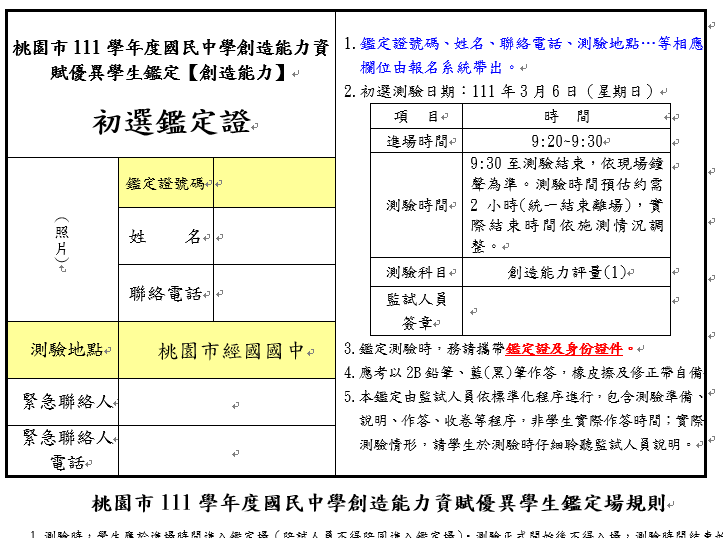 桃園市 111 學年度國民中學創造能力資
賦優異學生鑑定【創造能力】
初選鑑定證
(照片)
鑑定證號碼
姓 名
聯絡電話
測驗地點 桃園市經國國中
緊急聯絡人
緊急聯絡人
電話
1.鑑定證號碼、姓名、聯絡電話、測驗地點…等相應
欄位由報名系統帶出。
2.初選測驗日期：111 年 3 月 6 日（星期日）
項 目 時 間
進場時間 9:20~9:30
測驗時間
9:30 至測驗結束，依現場鐘
聲為準。測驗時間預估約需
2 小時(統一結束離場)，實
際結束時間依施測情況調
整。
測驗科目 創造能力評量(1)
監試人員
簽章
3.鑑定測驗時，務請攜帶鑑定證及身份證件。
4.應考以 2B 鉛筆、藍(黑)筆作答，橡皮擦及修正帶自備
5.本鑑定由監試人員依標準化程序進行，包含測驗準備、
說明、作答、收卷等程序，非學生實際作答時間；實際
測驗情形，請學生於測驗時仔細聆聽監試人員說明。
桃園市 111 學年度國民中學創造能力資賦優異學生鑑定場規則